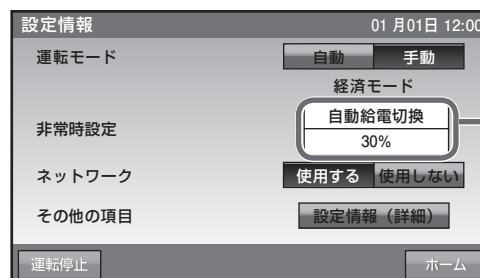 設定情報 01月01日 12:00
運転モード 自動 手動
経済モード
非常時設定 自動給電切換
30%
ネットワーク 使用する 使用しない
その他の項目 設定情報（詳細）
運転停止 ホーム